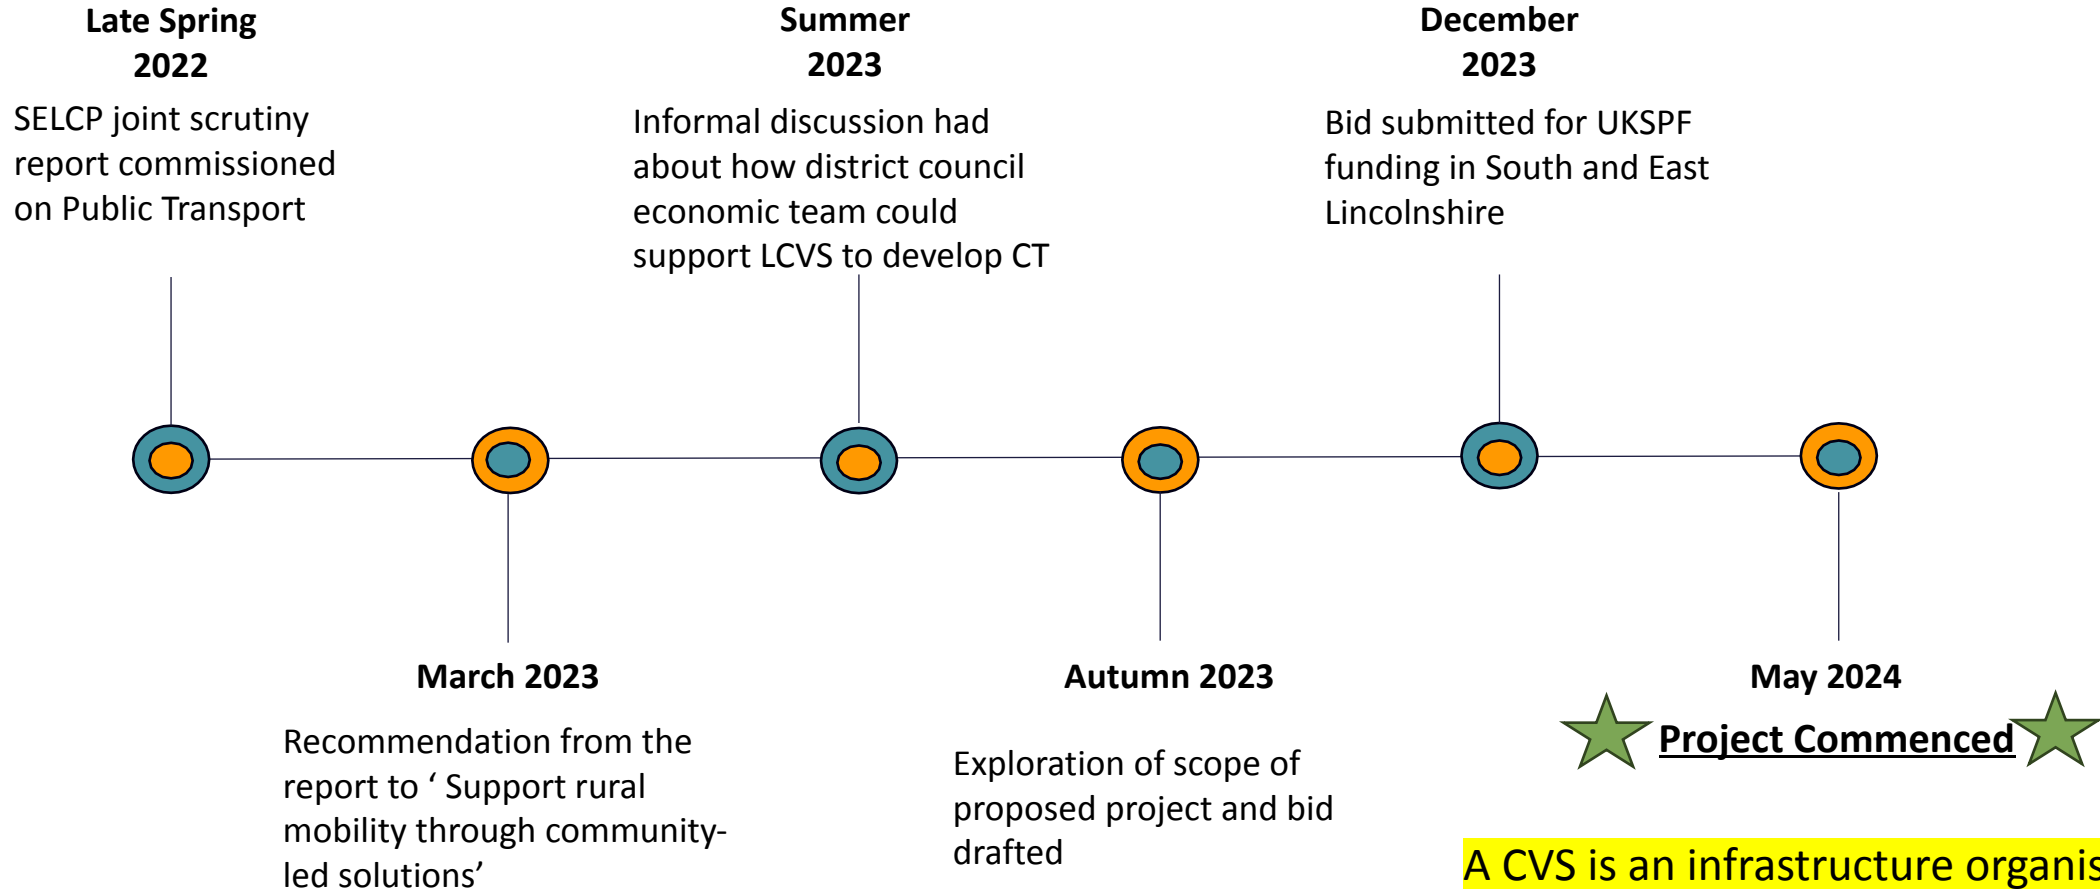 Late Spring
2022
SELCP joint scrutiny
report commissioned
on Public Transport
Summer
2023
Informal discussion had
about how district council
economic team could
support LCVS to develop CT
December
2023
Bid submitted for UKSPF
funding in South and East
Lincolnshire
March 2023
Recommendation from the
report to ‘ Support rural
mobility through community-
led solutions’
Autumn 2023
Exploration of scope of
proposed project and bid
drafted
May 2024
Project Commenced
A CVS is an infrastructure organis